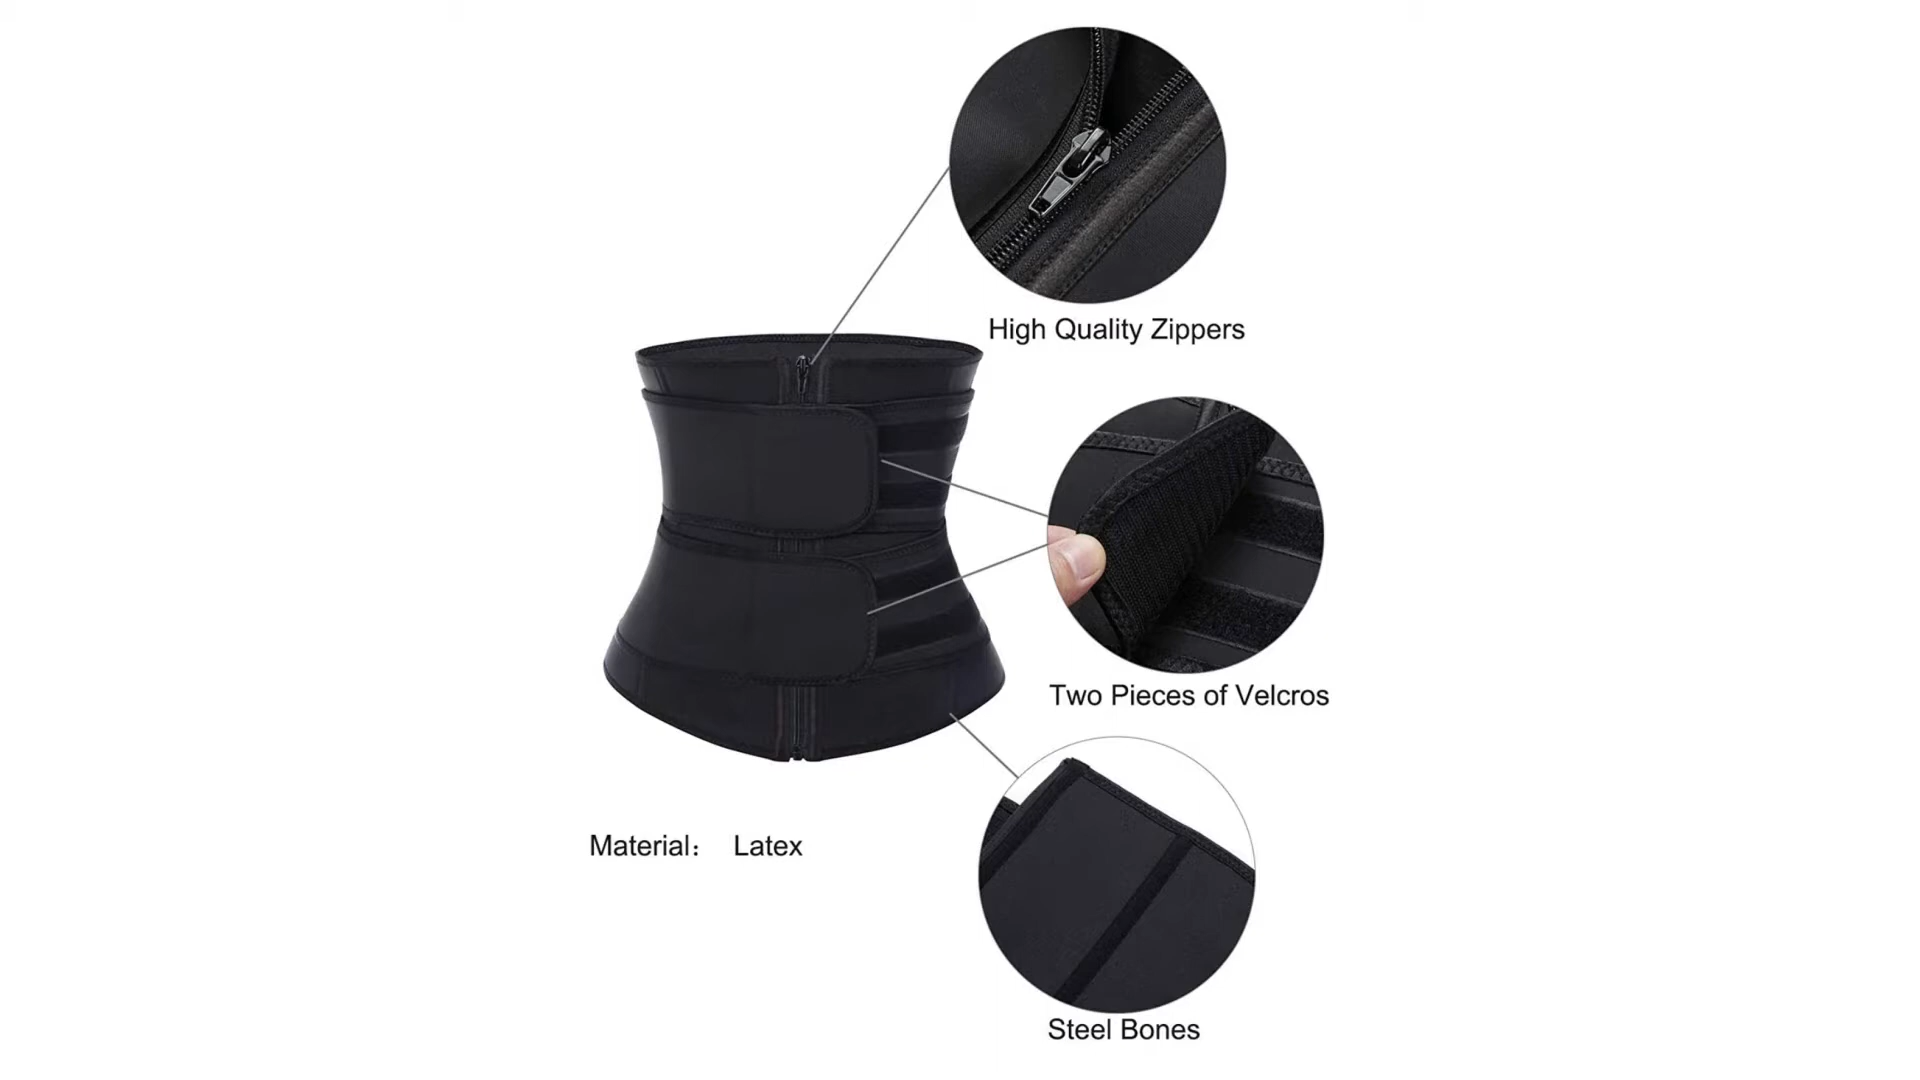 High Quality Zippers
Two Pieces of Velcros
Material： Latex
Steel Bones